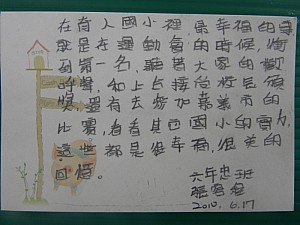 在育人國小裡,最幸福的事
就是在運動會的時候,衝
到第一名,聽著大家的歡
呼聲,和上台接受校長頒
獎,還有去參加嘉義市的
比賽,看看其它國小的實力,
這些都是很幸福,很美的
回憶。
六年忠班
2010. 6.17